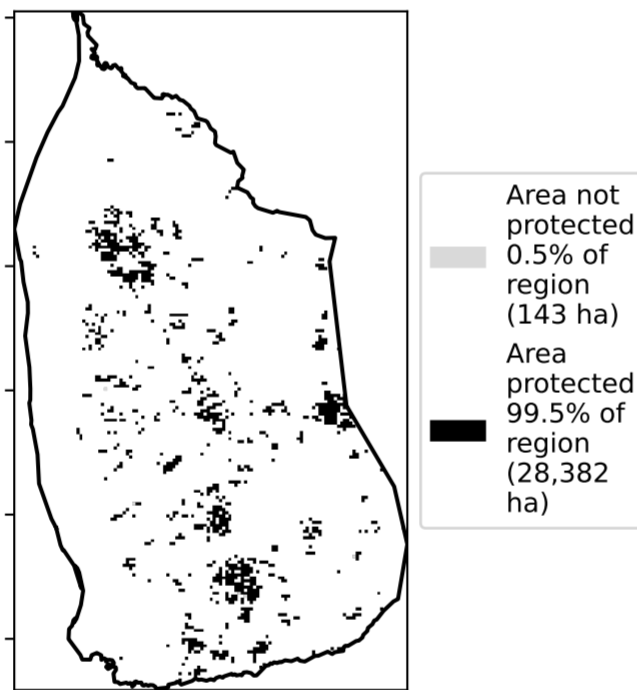 Area not
protected
0.5% of
region
(143 ha)
Area
protected
99.5% of
region
(28,382
ha)